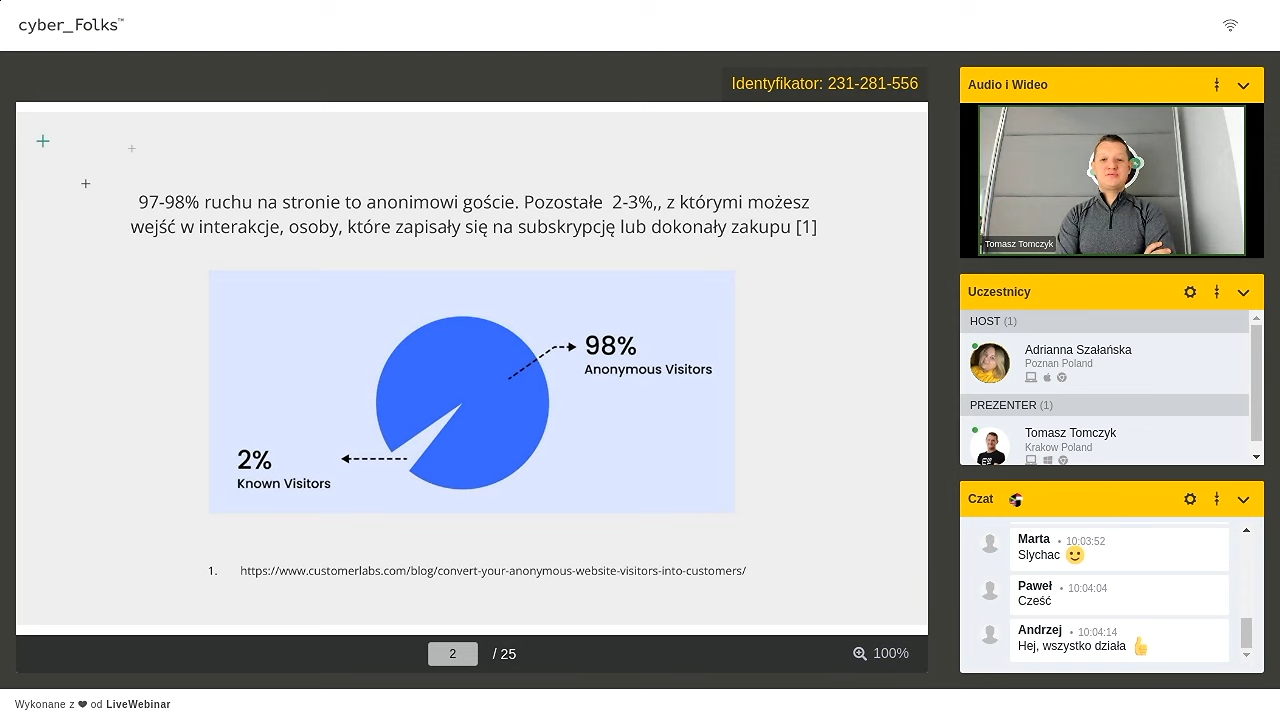 cyber_Folks™
Identyfikator: 231-281-556
97-98% ruchu na stronie to anonimowi goście. Pozostałe  2-3%,, z którymi możesz
wejść w interakcje, osoby, które zapisały się na subskrypcję lub dokonały zakupu [1]
98%
Anonymous Visitors
2%
Known Visitors
1. https://www.customerlabs.com/blog/convert-your-anonymous-website-visitors-into-customers/
2 / 25
100%
Audio i Wideo
Tomasz Tomczyk
Uczestnicy
HOST (1)
Adrianna Szałańska
Poznan Poland
PREZENTER (1)
Tomasz Tomczyk
Krakow Poland
Czat
Marta • 10:03:52
Slychac 🙂
Paweł • 10:04:04
Cześć
Andrzej • 10:04:14
Hej, wszystko działa 👍
Wykonane z ❤ od LiveWebinar